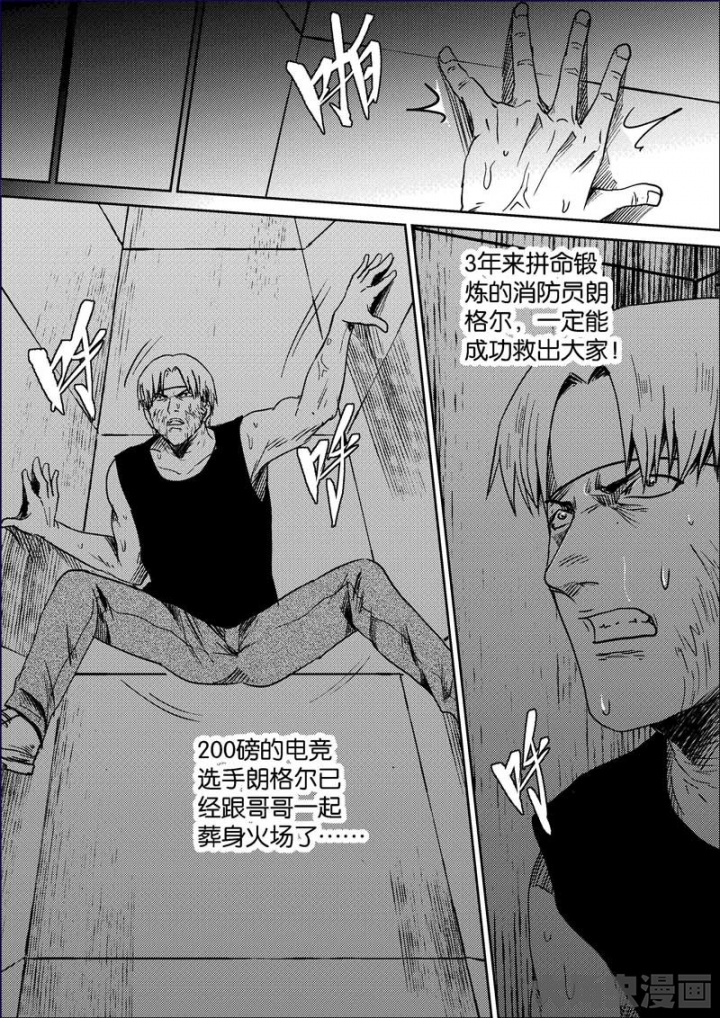 啪
3年来拼命锻
炼的消防员朗
格尔，一定能
成功救出大家！
呼
呼
200磅的电竞
选手朗格尔已
经跟哥哥一起
葬身火场了……
呼
漫画